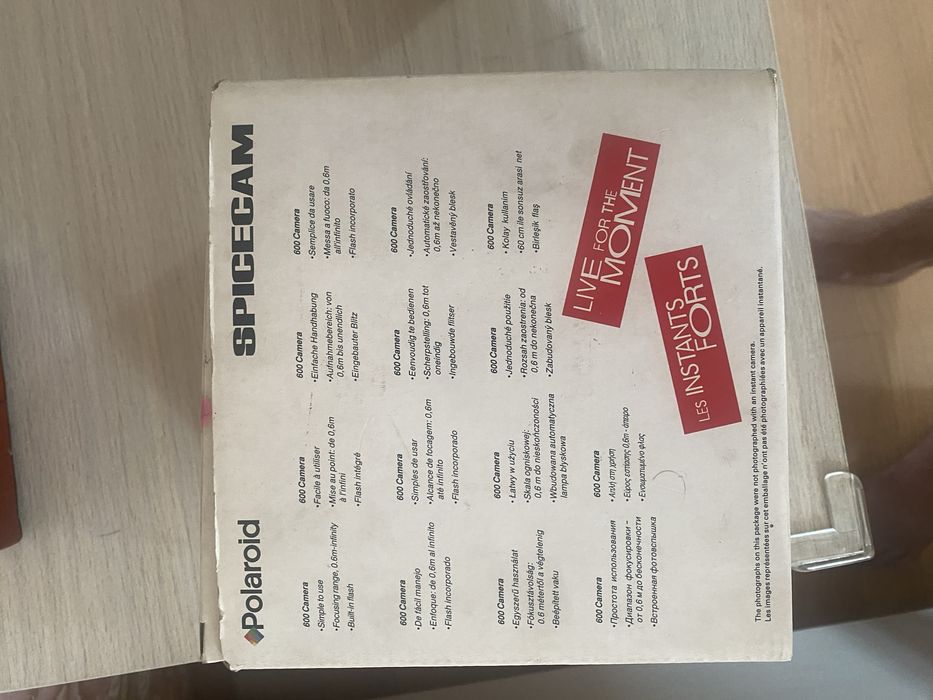 Polaroid
SPICECAM
600 Camera
•Simple to use
•Focusing range, 0.6m-infinity
•Built-in flash
600 Camera
•Facile à utiliser
•Mise au point: de 0,6m
à l'infini
•Flash intégré
600 Camera
•Einfache Handhabung
•Aufnahmebereich: von
0,6m bis unendlich
•Eingebauter Blitz
600 Camera
•Semplice da usare
•Messa a fuoco: da 0,6m
all'infinito
•Flash incorporato
600 Camera
•De fácil manejo
•Enfoque: de 0,6m al infinito
•Flash incorporado
600 Camera
•Simples de usar
•Alcance de focagem: 0,6m
até infinito
•Flash incorporado
600 Camera
•Eenvoudig te bedienen
•Scherpstelling: 0,6m tot
oneindig
•Ingebouwde flitser
600 Camera
•Jednoduché ovládání
•Automatické zaostřování:
0,6m až nekonečno
•Vestavěný blesk
600 Camera
•Egyszerű használat
•Fókusztávolság:
0.6 métertől a végtelenig
•Beépített vaku
600 Camera
•Łatwy w użyciu
•Skala ogniskowej:
0,6 m do nieskończoności
•Wbudowana automatyczna
lampa błyskowa
600 Camera
•Jednoduché použitie
•Rozsah zaostrenia: od
0,6 m do nekonečna
•Zabudovaný blesk
600 Camera
•Kolay kullanim
•60 cm ile sonsuz arasi net
•Birleşik flaş
600 Camera
•Простота использования
•Диапазон фокусировки –
от 0,6 м до бесконечности
•Встроенная фотовспышка
600 Camera
•Απλή στη χρήση
•Εύρος εστίασης 0,6m - άπειρο
•Ενσωματωμένο φλας
LIVE FOR THE
MOMENT
LES INSTANTS
FORTS
The photographs on this package were not photographed with an instant camera.
Les images représentées sur cet emballage n'ont pas été photographiées avec un appareil instantané.